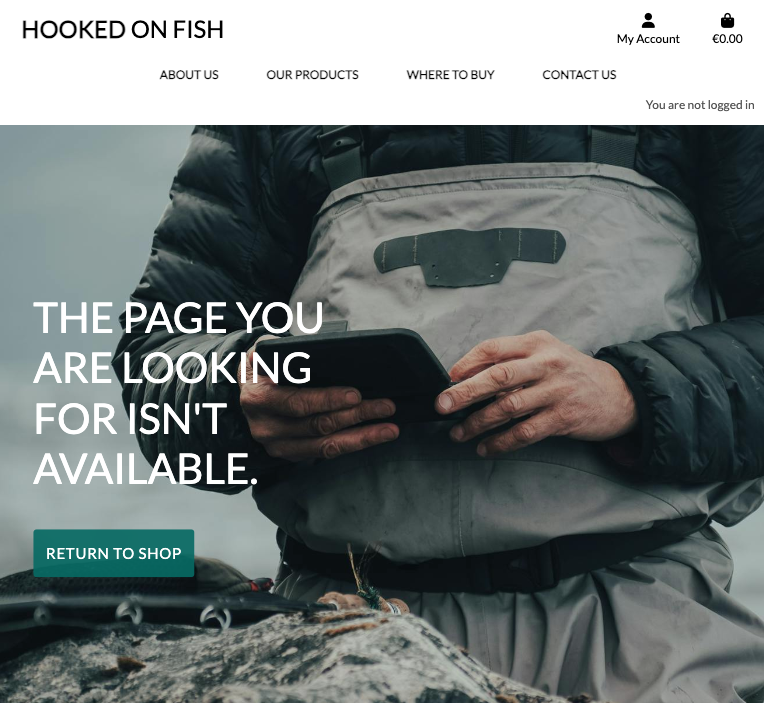 HOOKED ON FISH
My Account
€0.00
ABOUT US
OUR PRODUCTS
WHERE TO BUY
CONTACT US
You are not logged in
THE PAGE YOU
ARE LOOKING
FOR ISN'T
AVAILABLE.
RETURN TO SHOP